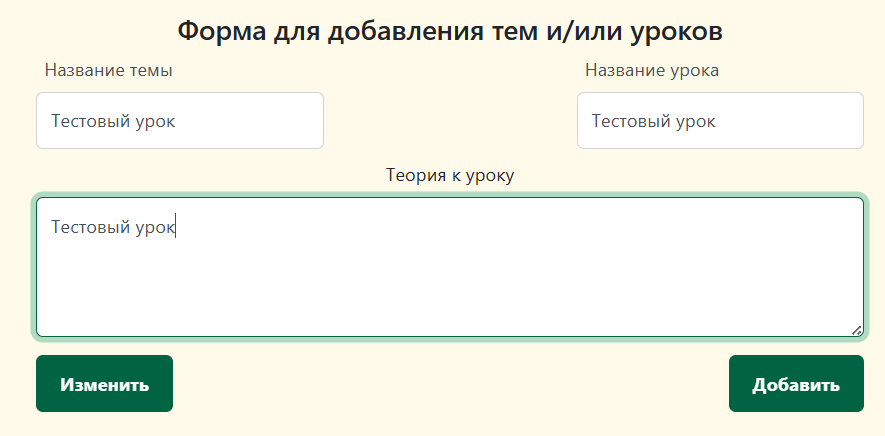 Форма для добавления тем и/или уроков
Название темы
Название урока
Тестовый урок
Тестовый урок
Теория к уроку
Тестовый урок
Изменить
Добавить